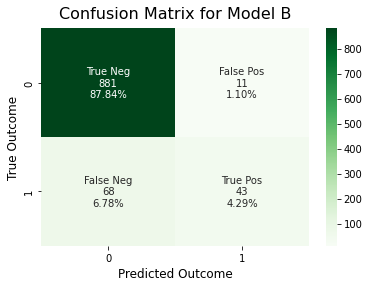 Confusion Matrix for Model B
True Neg
881
87.84%
False Pos
11
1.10%
False Neg
68
6.78%
True Pos
43
4.29%
0
1
True Outcome
0
1
Predicted Outcome
800
700
600
500
400
300
200
100